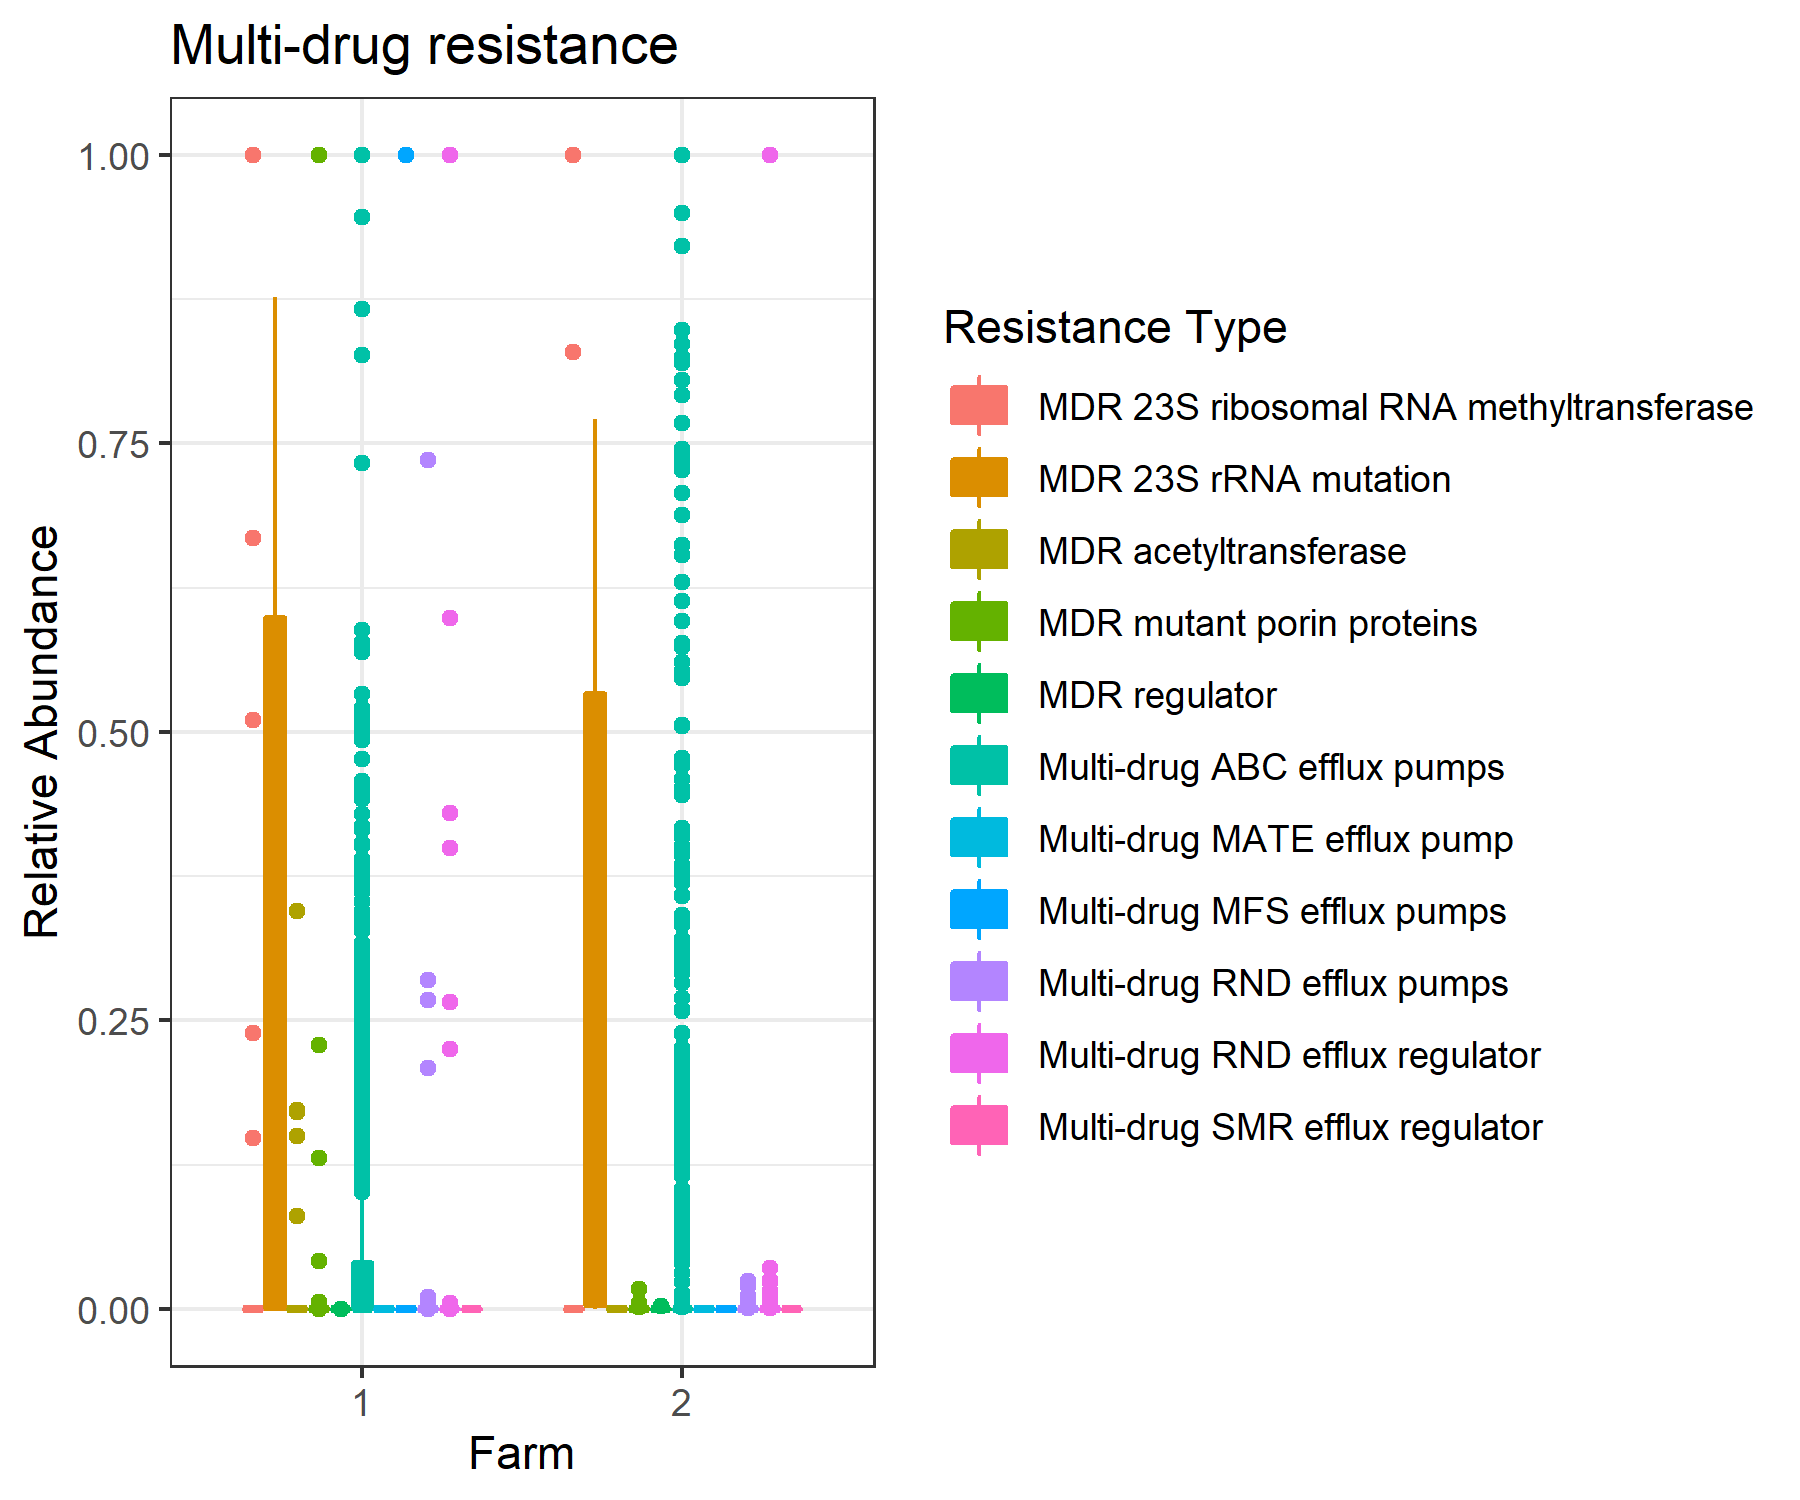 Multi-drug resistance
1.00
0.75
0.50
0.25
0.00
Relative Abundance
1
2
Farm
Resistance Type
MDR 23S ribosomal RNA methyltransferase
MDR 23S rRNA mutation
MDR acetyltransferase
MDR mutant porin proteins
MDR regulator
Multi-drug ABC efflux pumps
Multi-drug MATE efflux pump
Multi-drug MFS efflux pumps
Multi-drug RND efflux pumps
Multi-drug RND efflux regulator
Multi-drug SMR efflux regulator